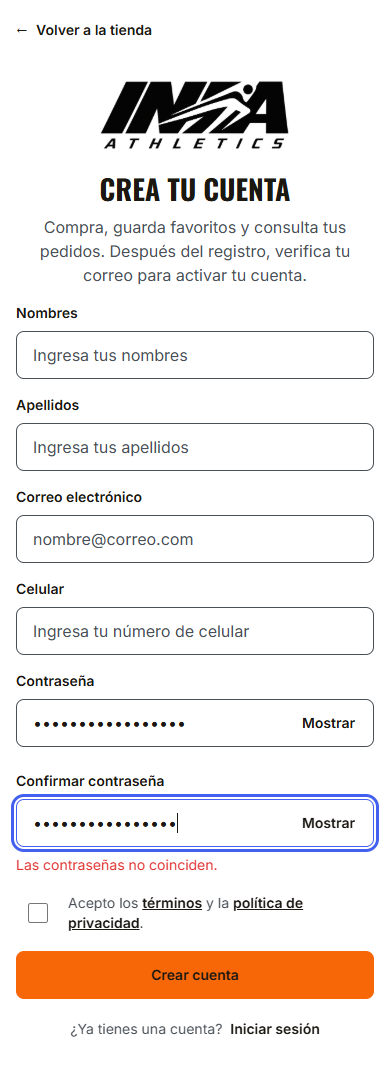 ← Volver a la tienda
INTA
ATHLETICS
CREA TU CUENTA
Compra, guarda favoritos y consulta tus
pedidos. Después del registro, verifica tu
correo para activar tu cuenta.
Nombres
Ingresa tus nombres
Apellidos
Ingresa tus apellidos
Correo electrónico
nombre@correo.com
Celular
Ingresa tu número de celular
Contraseña
••••••••••••••••• Mostrar
Confirmar contraseña
•••••••••••••••• Mostrar
Las contraseñas no coinciden.
Acepto los términos y la política de
privacidad.
Crear cuenta
¿Ya tienes una cuenta? Iniciar sesión